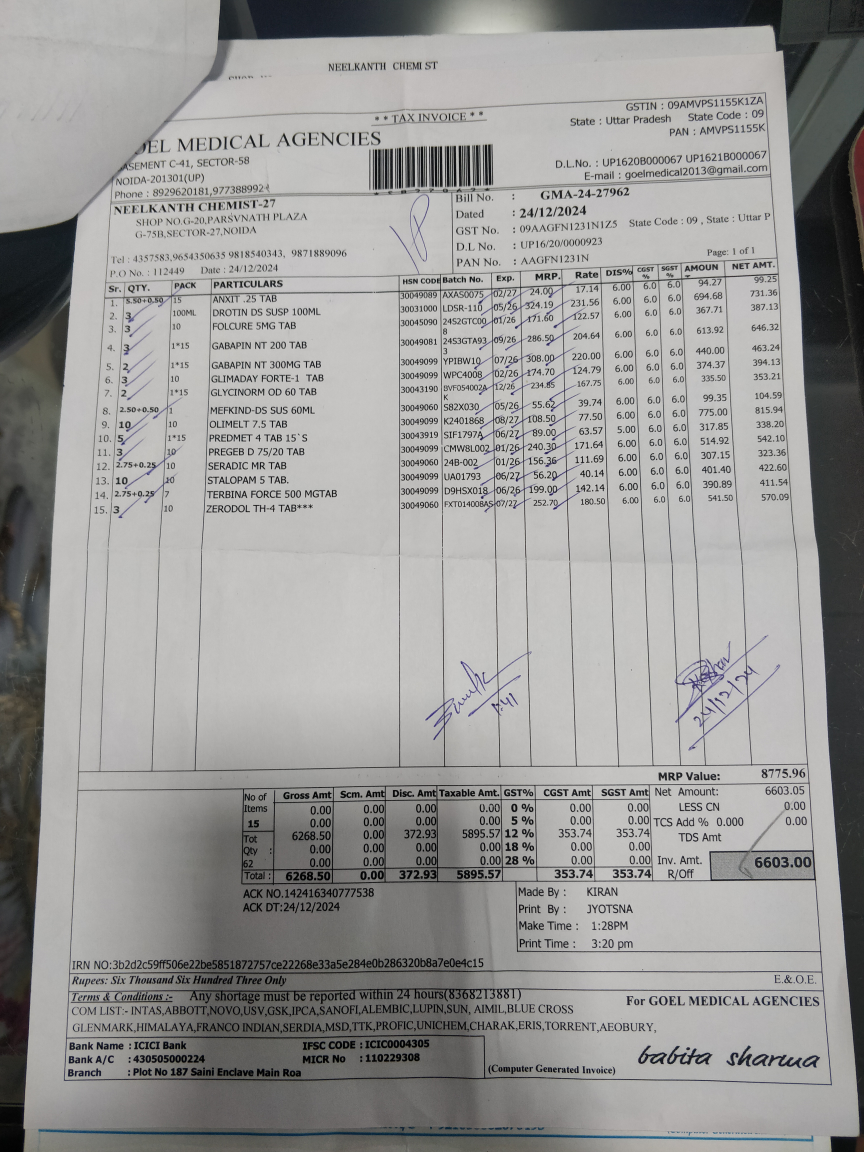 NEELKANTH CHEMIST
* * TAX INVOICE * *
GSTIN : 09AMVPS1155K1ZA
State : Uttar Pradesh State Code : 09
PAN : AMVPS1155K
OEL MEDICAL AGENCIES
ASEMENT C-41, SECTOR-58
NOIDA-201301(UP)
Phone : 8929620181,977388992
D.L.No. : UP1620B000067 UP1621B000067
E-mail : goelmedical2013@gmail.com
NEELKANTH CHEMIST-27
SHOP NO.G-20,PARSVNATH PLAZA
G-75B,SECTOR-27,NOIDA
Tel : 4357583,9654350635 9818540343, 9871889096
P.O No. : 112449 Date : 24/12/2024
Bill No. : GMA-24-27962
Dated : 24/12/2024
GST No. : 09AAGFN1231N1Z5 State Code : 09 , State : Uttar P
D.L No. : UP16/20/0000923
PAN No. : AAGFN1231N
Page: 1 of 1
Sr. QTY. PACK PARTICULARS HSN CODE Batch No. Exp. MRP. Rate DIS% CGST % SGST % AMOUN NET AMT.
1. 5.50+0.50 15 ANXIT .25 TAB 30049089 AXAS0075 02/27 24.00 17.14 6.00 6.0 6.0 94.27 99.25
2. 3 100ML DROTIN DS SUSP 100ML 30031000 LDSR-110 05/26 324.19 231.56 6.00 6.0 6.0 694.68 731.36
3. 3 10 FOLCURE 5MG TAB 30045090 24S2GTC008 01/26 171.60 122.57 6.00 6.0 6.0 367.71 387.13
4. 3 1*15 GABAPIN NT 200 TAB 30049081 24S3GTA933 09/26 286.50 204.64 6.00 6.0 6.0 613.92 646.32
5. 2 1*15 GABAPIN NT 300MG TAB 30049099 YPIBW10 07/26 308.00 220.00 6.00 6.0 6.0 440.00 463.24
6. 3 10 GLIMADAY FORTE-1 TAB 30049099 WPC4008 02/26 174.70 124.79 6.00 6.0 6.0 374.37 394.13
7. 2 1*15 GLYCINORM OD 60 TAB 30043190 BVF054002AK 12/26 234.85 167.75 6.00 6.0 6.0 335.50 353.21
8. 2.50+0.50 1 MEFKIND-DS SUS 60ML 30049060 S82X030 05/26 55.62 39.74 6.00 6.0 6.0 99.35 104.59
9. 10 10 OLIMELT 7.5 TAB 30049099 K2401868 08/27 108.50 77.50 6.00 6.0 6.0 775.00 815.94
10. 5 1*15 PREDMET 4 TAB 15`S 30043919 SIF1797A 06/27 89.00 63.57 5.00 6.0 6.0 317.85 338.20
11. 3 10 PREGEB D 75/20 TAB 30049099 CMW8L002 01/26 240.30 171.64 6.00 6.0 6.0 514.92 542.10
12. 2.75+0.25 10 SERADIC MR TAB 30049060 24B-002 01/26 156.36 111.69 6.00 6.0 6.0 307.15 323.36
13. 10 10 STALOPAM 5 TAB. 30049099 UA01793 06/27 56.20 40.14 6.00 6.0 6.0 401.40 422.60
14. 2.75+0.25 7 TERBINA FORCE 500 MGTAB 30049099 D9HSX018 06/26 199.00 142.14 6.00 6.0 6.0 390.89 411.54
15. 3 10 ZERODOL TH-4 TAB*** 30049060 FXT014008AS 07/27 252.70 180.50 6.00 6.0 6.0 541.50 570.09
24/12/24
MRP Value: 8775.96
No of Items 15 Tot Qty : 62
Gross Amt Scm. Amt Disc. Amt Taxable Amt. GST% CGST Amt SGST Amt
0.00 0.00 0.00 0.00 0 % 0.00 0.00
0.00 0.00 0.00 0.00 5 % 0.00 0.00
6268.50 0.00 372.93 5895.57 12 % 353.74 353.74
0.00 0.00 0.00 0.00 18 % 0.00 0.00
0.00 0.00 0.00 0.00 28 % 0.00 0.00
Total : 6268.50 0.00 372.93 5895.57 353.74 353.74
Net Amount: 6603.05
LESS CN 0.00
TCS Add % 0.000 0.00
TDS Amt
Inv. Amt. R/Off 6603.00
ACK NO.142416340777538
ACK DT:24/12/2024
Made By : KIRAN
Print By : JYOTSNA
Make Time : 1:28PM
Print Time : 3:20 pm
IRN NO:3b2d2c59ff506e22be5851872757ce22268e33a5e284e0b286320b8a7e0e4c15
Rupees: Six Thousand Six Hundred Three Only E.& O.E.
Terms & Conditions :- Any shortage must be reported within 24 hours(8368213881)
COM LIST:- INTAS,ABBOTT,NOVO,USV,GSK,IPCA,SANOFI,ALEMBIC,LUPIN,SUN, AIMIL,BLUE CROSS
GLENMARK,HIMALAYA,FRANCO INDIAN,SERDIA,MSD,TTK,PROFIC,UNICHEM,CHARAK,ERIS,TORRENT,AEOBURY,
For GOEL MEDICAL AGENCIES
Bank Name : ICICI Bank IFSC CODE : ICIC0004305
Bank A/C : 430505000224 MICR No : 110229308
Branch : Plot No 187 Saini Enclave Main Roa
(Computer Generated Invoice)
babita sharma